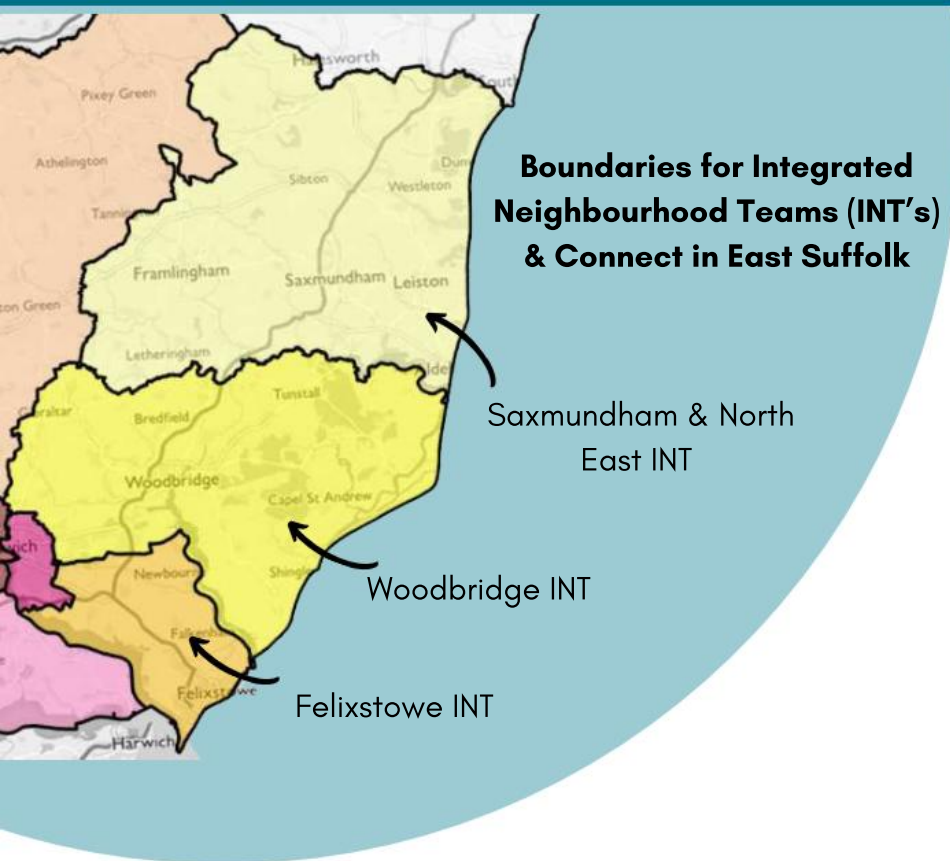 Pixey Green
Athelington
Sibton
Westleton
Framlingham
Saxmundham
Leiston
Letheringham
Boundaries for Integrated
Neighbourhood Teams (INT’s)
& Connect in East Suffolk
Saxmundham & North
East INT
Bredfield
Tunstall
Woodbridge
Capel St Andrew
Woodbridge INT
Felixstowe
Felixstowe INT
Harwich